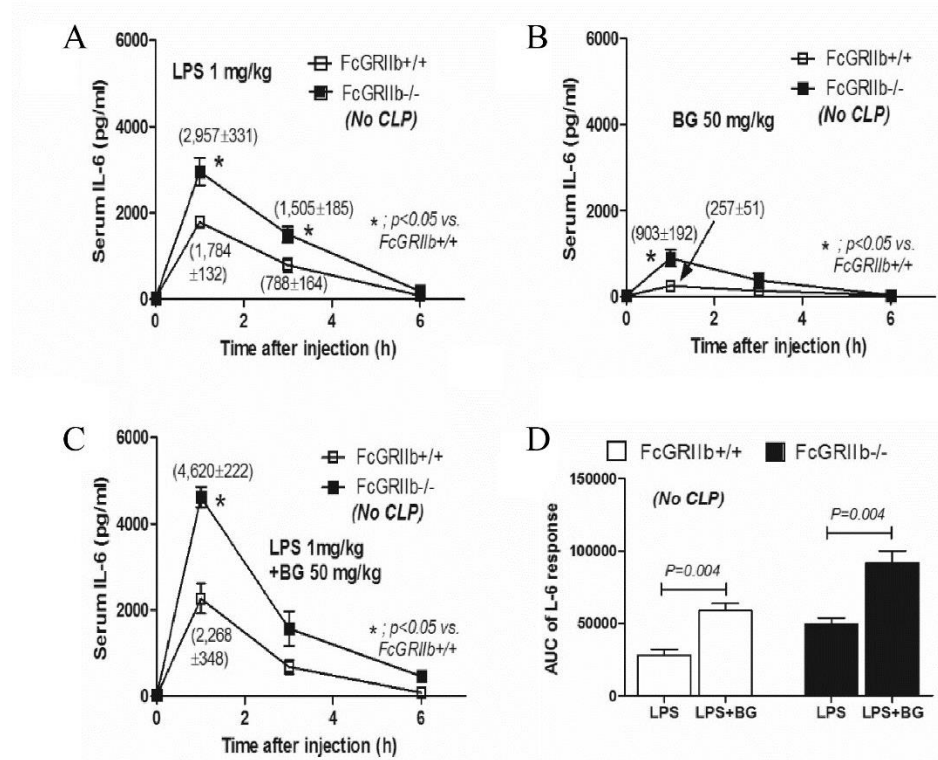 A
6000
4000
2000
0
Serum IL-6 (pg/ml)
LPS 1 mg/kg
FcGRIIb+/+
FcGRIIb-/-
(No CLP)
(2,957±331)
*
(1,505±185)
*
* ; p<0.05 vs.
FcGRIIb+/+
(1,784
±132)
(788±164)
0 2 4 6
Time after injection (h)
B
6000
4000
2000
0
Serum IL-6 (pg/ml)
FcGRIIb+/+
FcGRIIb-/-
(No CLP)
BG 50 mg/kg
(257±51)
(903±192)
*
* ; p<0.05 vs.
FcGRIIb+/+
0 2 4 6
Time after injection (h)
C
6000
4000
2000
0
Serum IL-6 (pg/ml)
FcGRIIb+/+
FcGRIIb-/-
(No CLP)
(4,620±222)
*
LPS 1mg/kg
+BG 50 mg/kg
* ; p<0.05 vs.
FcGRIIb+/+
(2,268
±348)
0 2 4 6
Time after injection (h)
D
FcGRIIb+/+ FcGRIIb-/-
150000
100000
50000
0
AUC of L-6 response
(No CLP)
P=0.004
P=0.004
LPS LPS+BG LPS LPS+BG